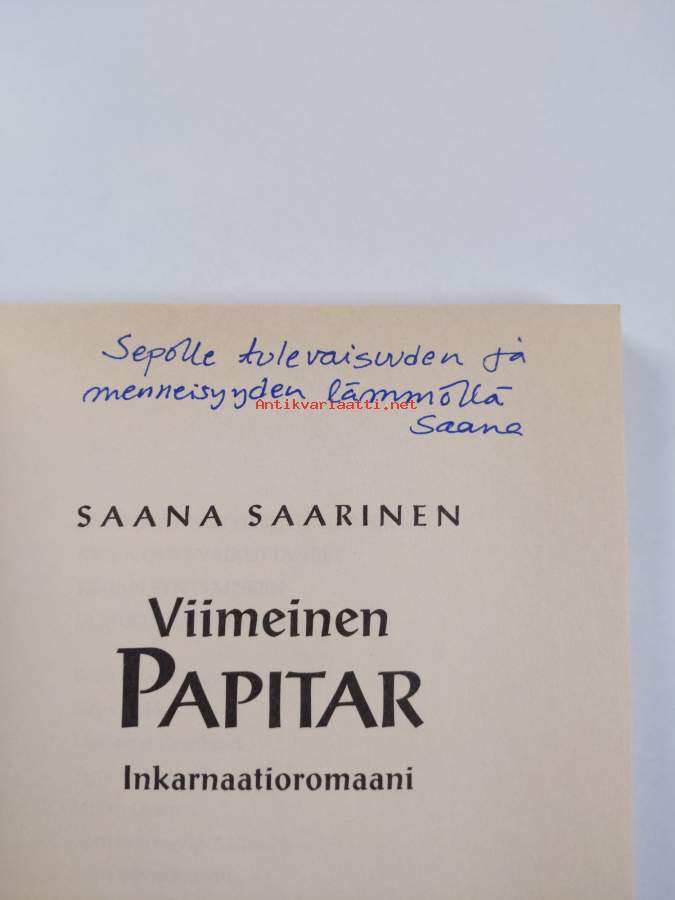 Sepolle tulevaisuuden ja
menneisyyden lämmöllä
Antikvariaatti.net
Saana
SAANA SAARINEN
Viimeinen
PAPITAR
Inkarnaatioromaani